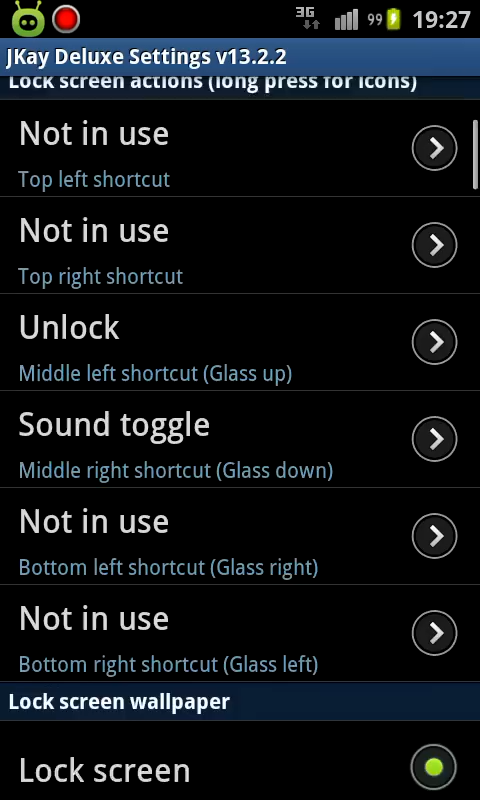 3G 99 19:27
JKay Deluxe Settings v13.2.2
Lock screen actions (long press for icons)
Not in use
Top left shortcut
Not in use
Top right shortcut
Unlock
Middle left shortcut (Glass up)
Sound toggle
Middle right shortcut (Glass down)
Not in use
Bottom left shortcut (Glass right)
Not in use
Bottom right shortcut (Glass left)
Lock screen wallpaper
Lock screen